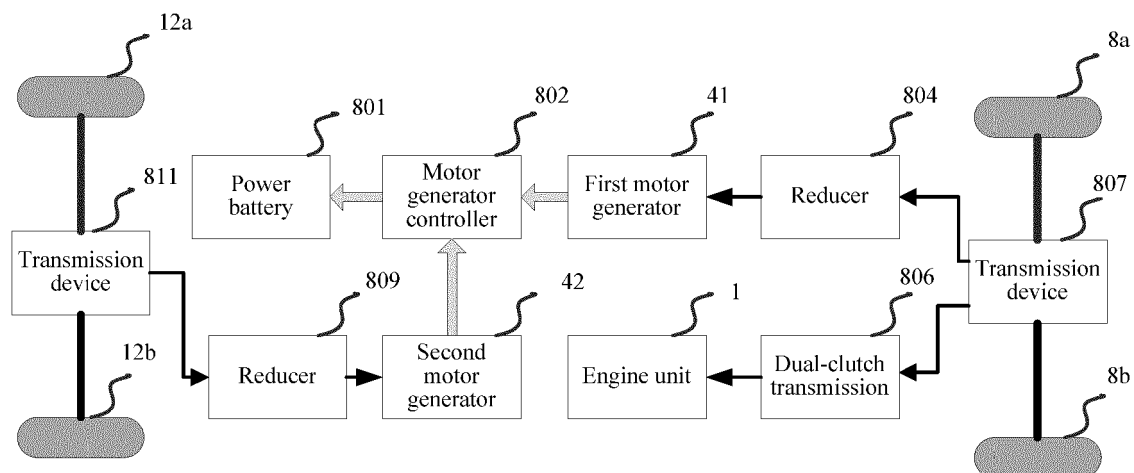 12a
8a
801
802
41
804
811
Power
battery
Motor
generator
controller
First motor
generator
Reducer
807
Transmission
device
Transmission
device
809
42
1
806
12b
Reducer
Second
motor
generator
Engine unit
Dual-clutch
transmission
8b